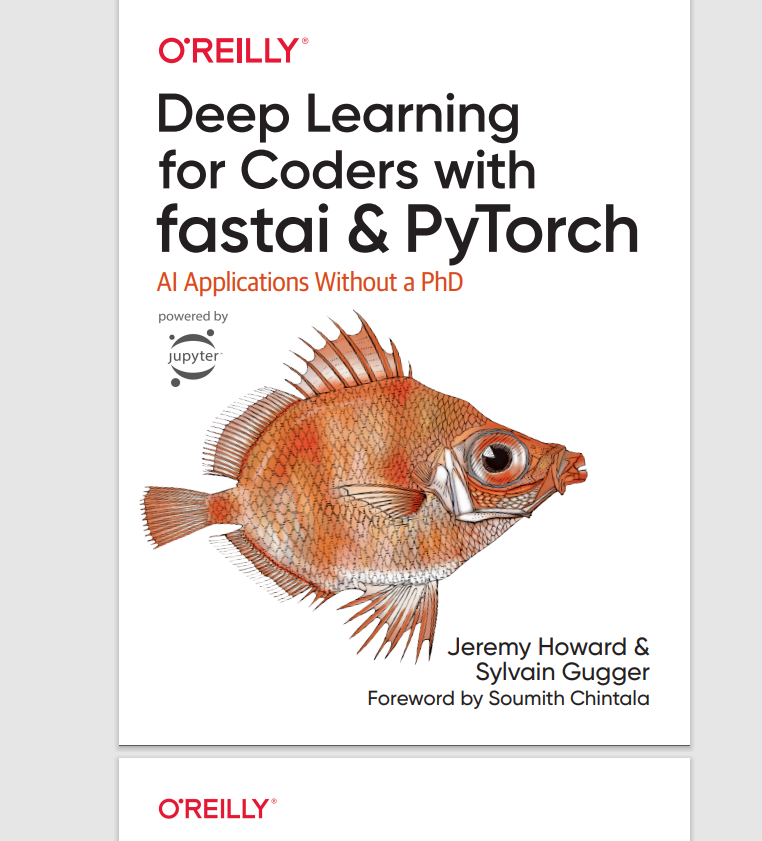 O'REILLY®
Deep Learning
for Coders with
fastai & PyTorch
AI Applications Without a PhD
powered by
jupyter
Jeremy Howard &
Sylvain Gugger
Foreword by Soumith Chintala
O'REILLY®